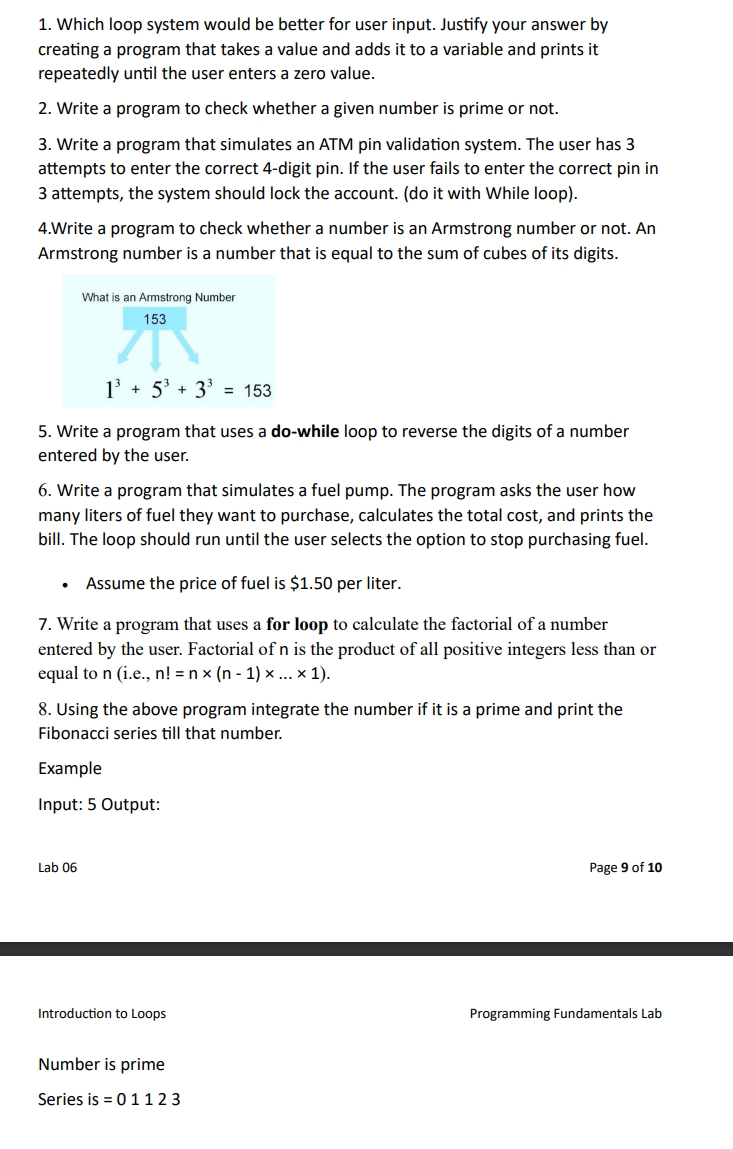 1. Which loop system would be better for user input. Justify your answer by
creating a program that takes a value and adds it to a variable and prints it
repeatedly until the user enters a zero value.
2. Write a program to check whether a given number is prime or not.
3. Write a program that simulates an ATM pin validation system. The user has 3
attempts to enter the correct 4-digit pin. If the user fails to enter the correct pin in
3 attempts, the system should lock the account. (do it with While loop).
4.Write a program to check whether a number is an Armstrong number or not. An
Armstrong number is a number that is equal to the sum of cubes of its digits.
What is an Armstrong Number
153
1³ + 5³ + 3³ = 153
5. Write a program that uses a do-while loop to reverse the digits of a number
entered by the user.
6. Write a program that simulates a fuel pump. The program asks the user how
many liters of fuel they want to purchase, calculates the total cost, and prints the
bill. The loop should run until the user selects the option to stop purchasing fuel.
• Assume the price of fuel is $1.50 per liter.
7. Write a program that uses a for loop to calculate the factorial of a number
entered by the user. Factorial of n is the product of all positive integers less than or
equal to n (i.e., n! = n × (n - 1) × ... × 1).
8. Using the above program integrate the number if it is a prime and print the
Fibonacci series till that number.
Example
Input: 5 Output:
Lab 06 Page 9 of 10
Introduction to Loops Programming Fundamentals Lab
Number is prime
Series is = 0 1 1 2 3